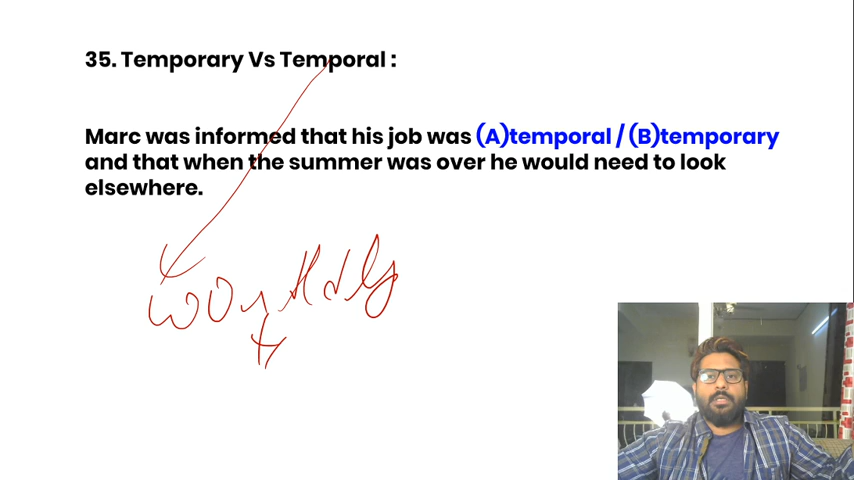 35. Temporary Vs Temporal :
Marc was informed that his job was (A)temporal / (B)temporary
and that when the summer was over he would need to look
elsewhere.